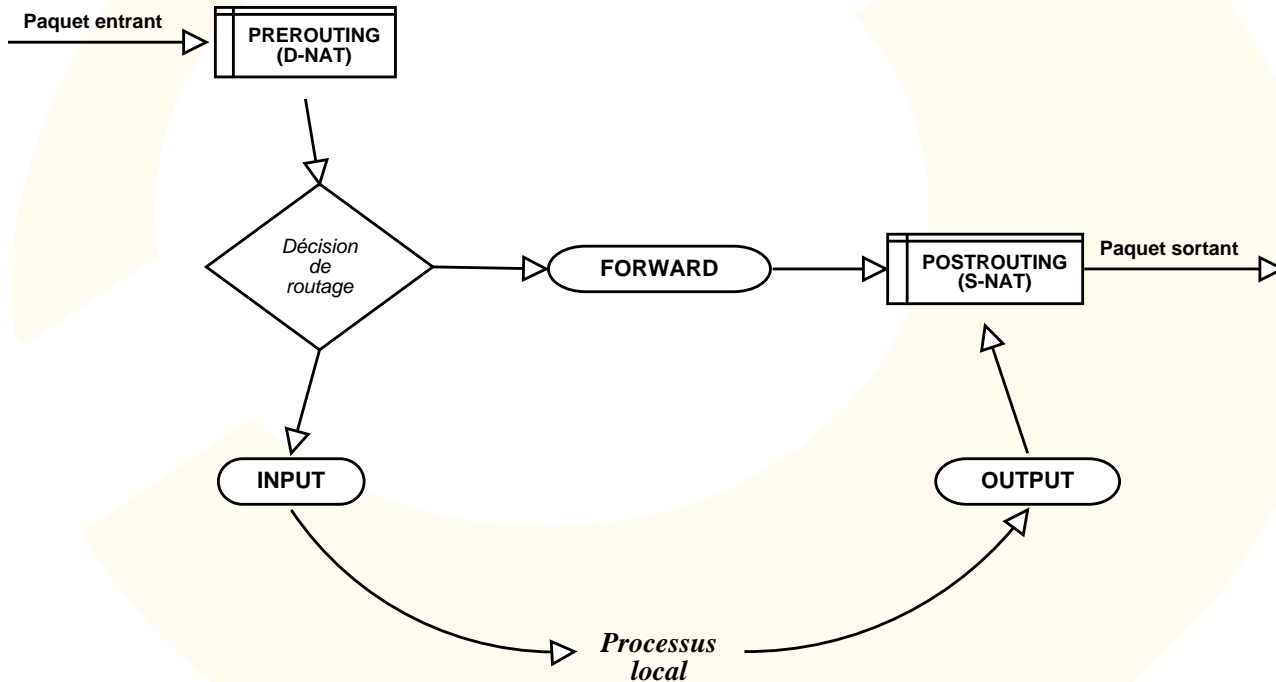 Paquet entrant
PREROUTING
(D-NAT)
Décision
de
routage
FORWARD
POSTROUTING
(S-NAT)
Paquet sortant
INPUT
OUTPUT
Processus
local